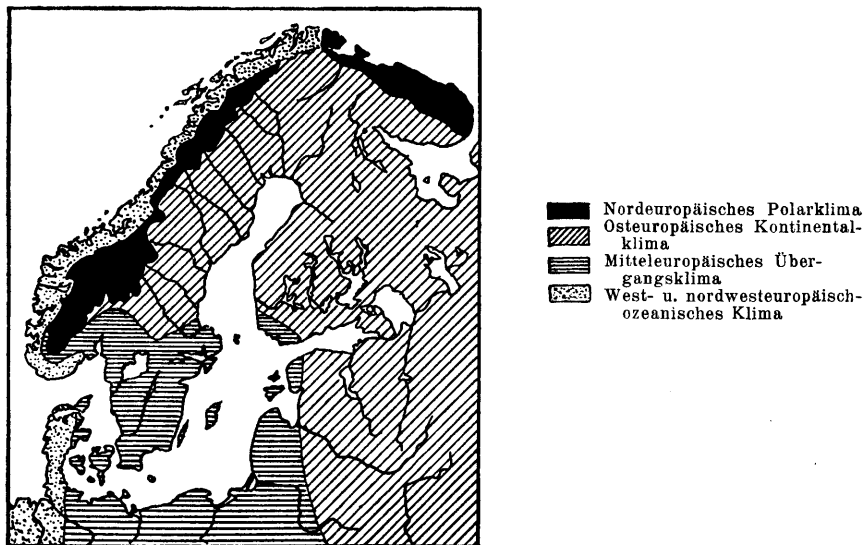 Nordeuropäisches Polarklima
Osteuropäisches Kontinental-
klima
Mitteleuropäisches Über-
gangsklima
West- u. nordwesteuropäisch-
ozeanisches Klima